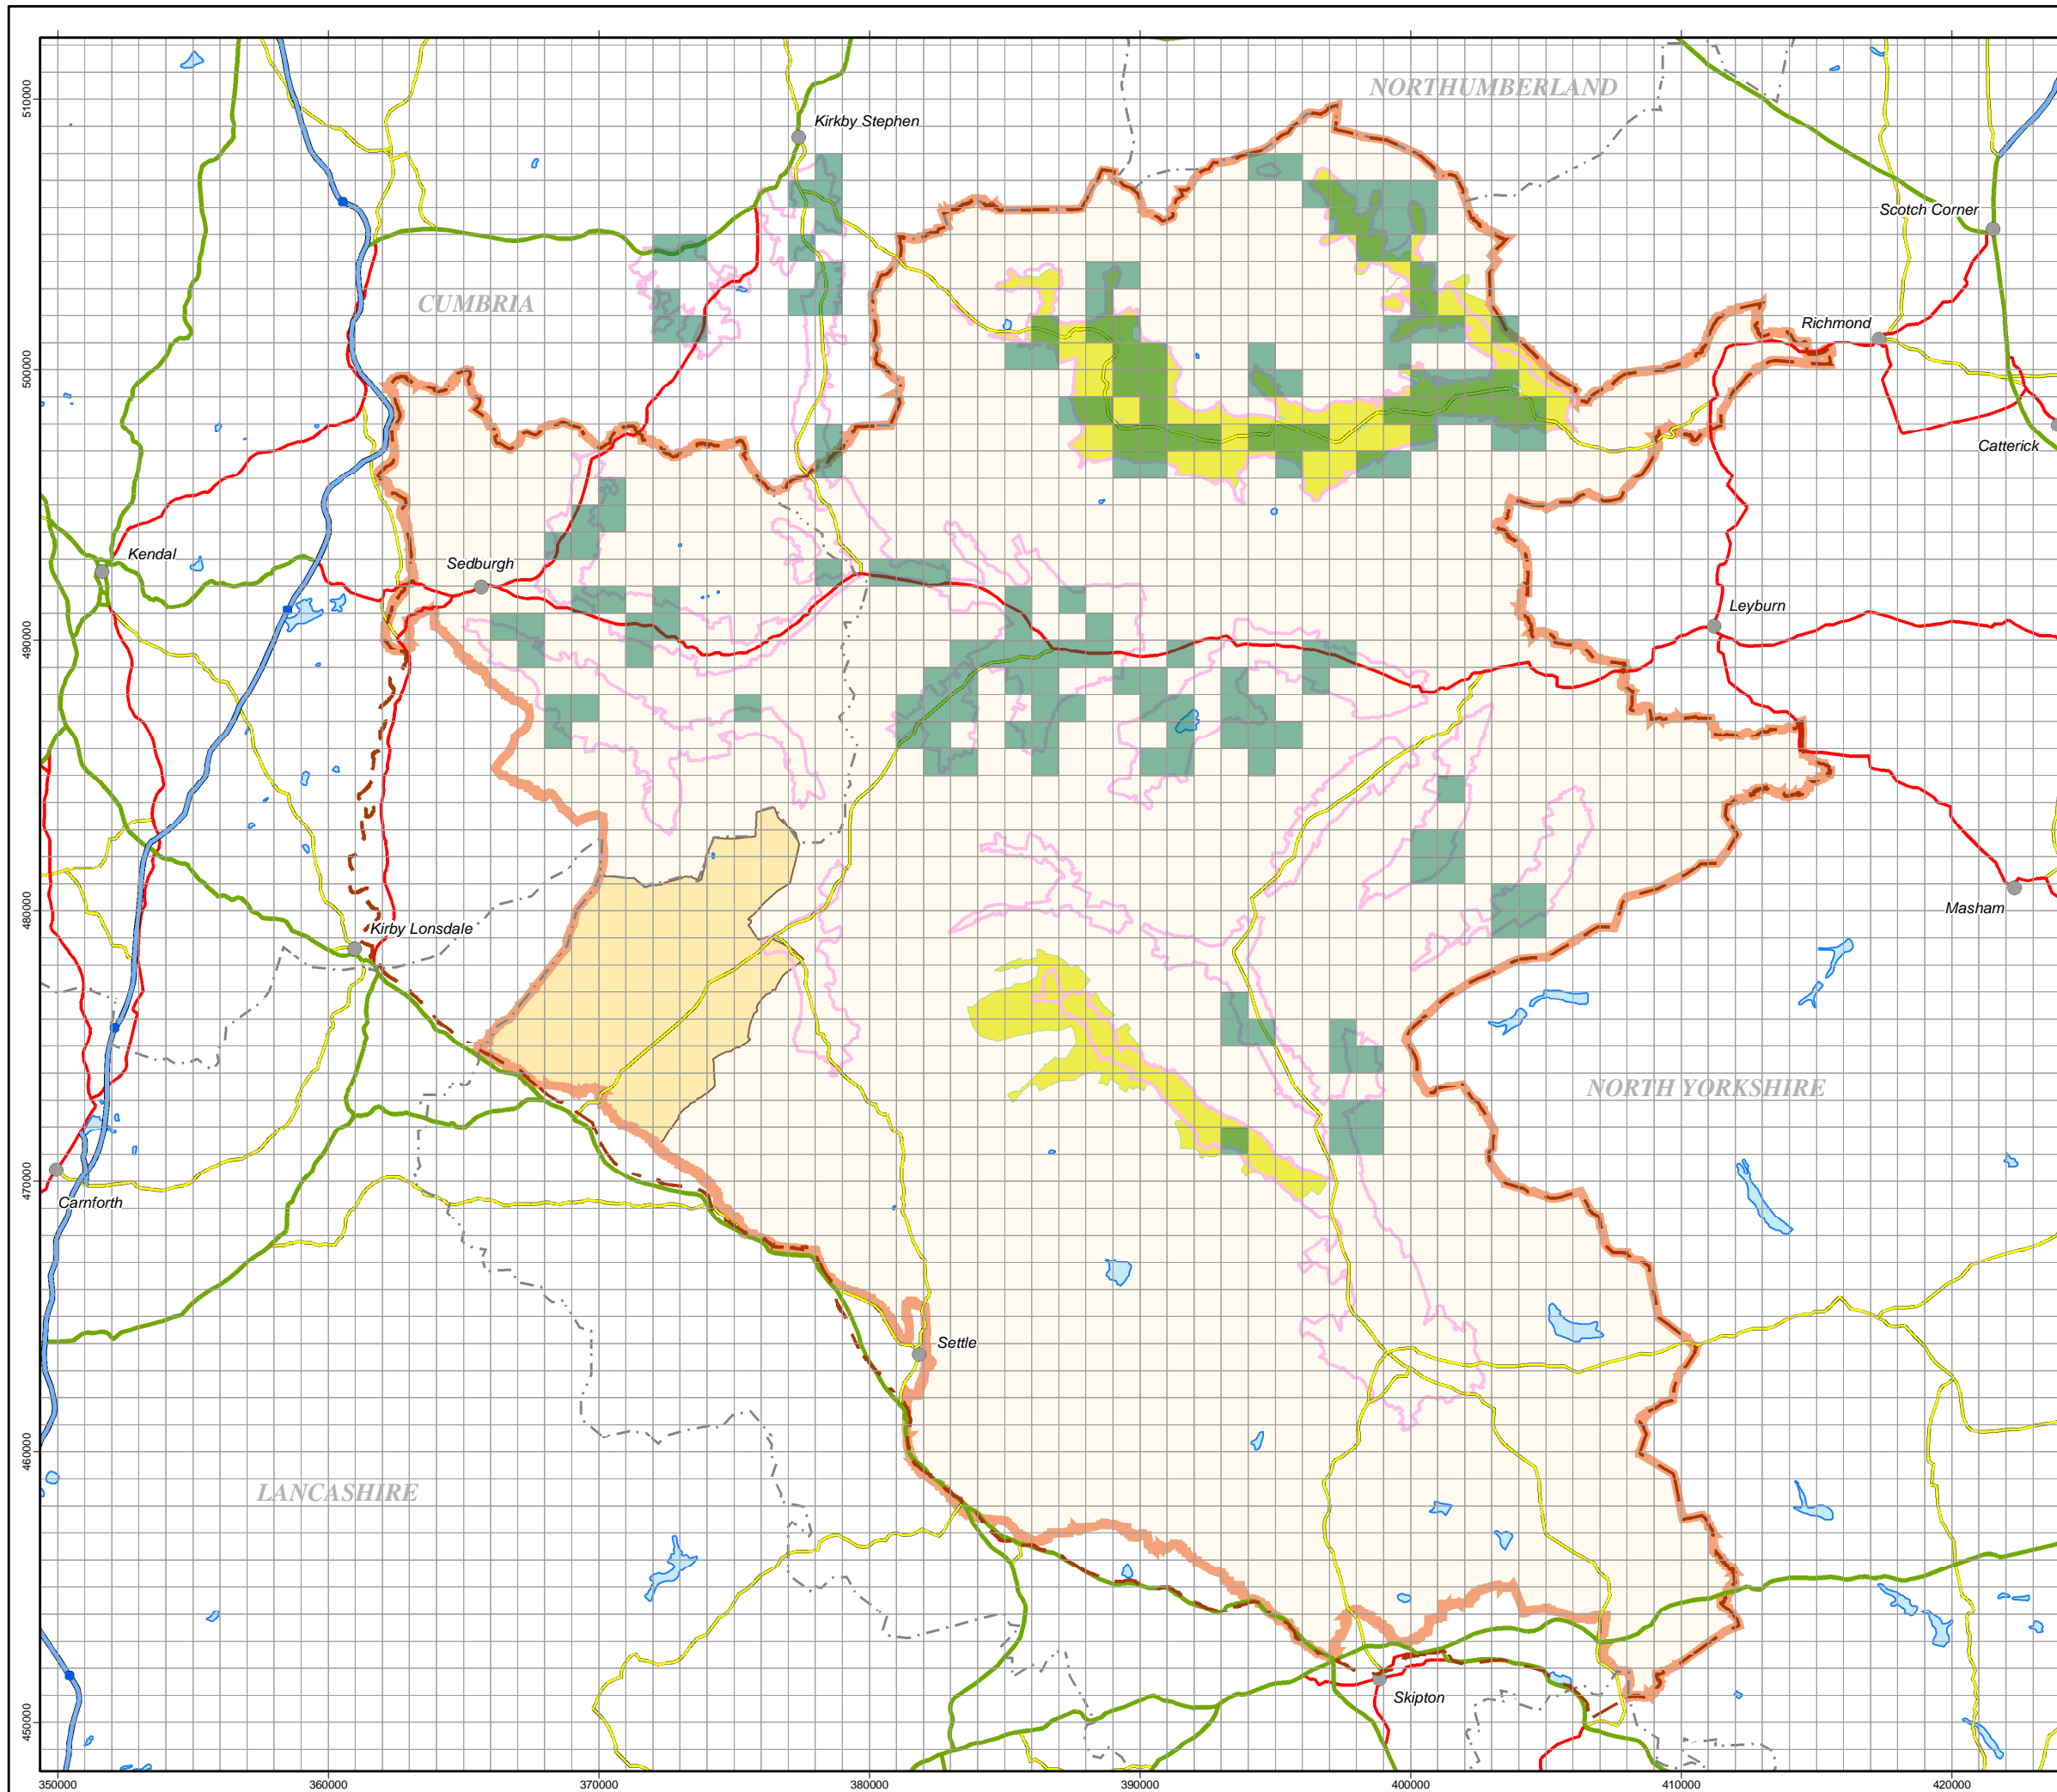 NORTHUMBERLAND
510000
Kirkby Stephen
Scotch Corner
CUMBRIA
Richmond
500000
Catterick
Kendal
Sedburgh
Leyburn
490000
480000
Masham
Kirby Lonsdale
NORTH YORKSHIRE
470000
Carnforth
Settle
460000
LANCASHIRE
Skipton
450000
350000 360000 370000 380000 390000 400000 410000 420000